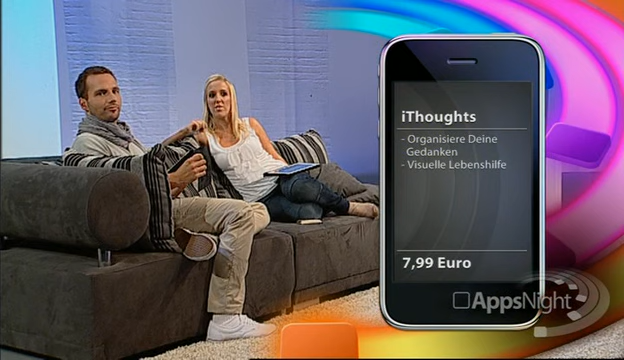 iThoughts
- Organisiere Deine
Gedanken
- Visuelle Lebenshilfe
7,99 Euro
AppsNight